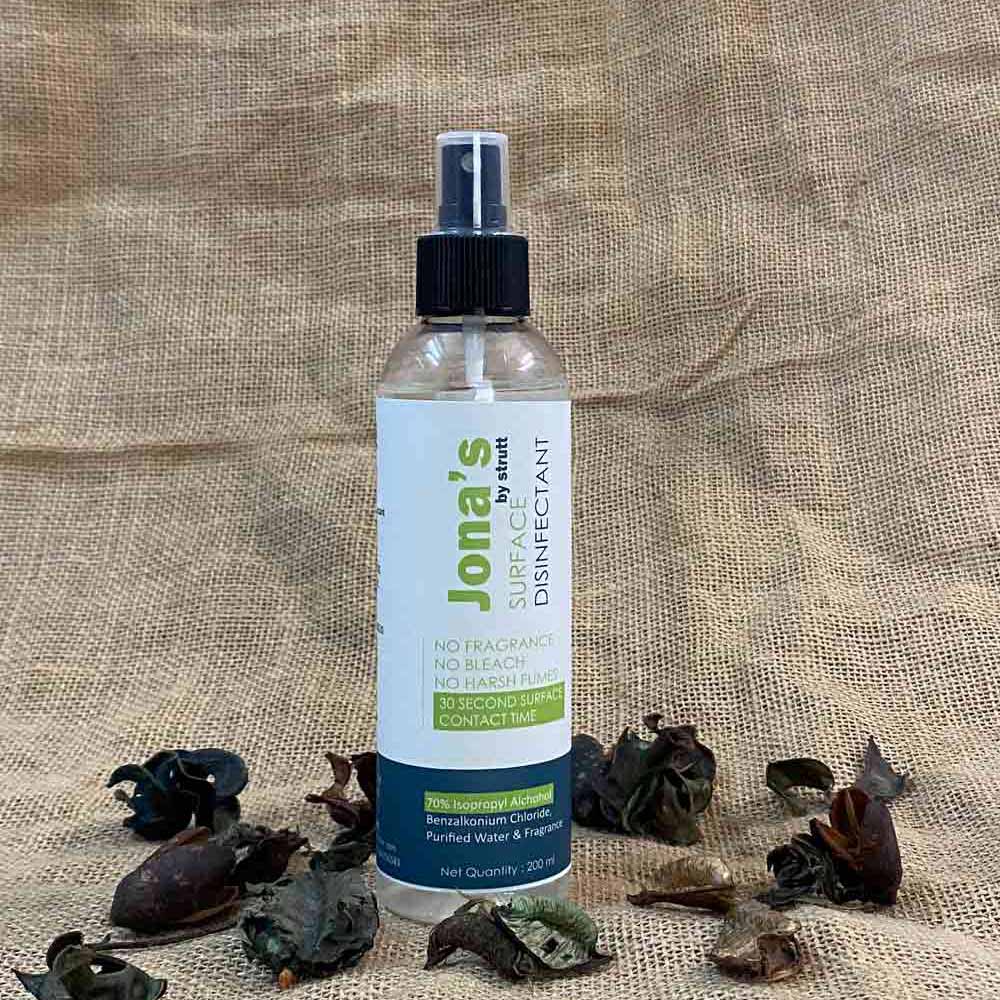 Jona's
by strutt
SURFACE
DISINFECTANT
NO FRAGRANCE
NO BLEACH
NO HARSH FUMES
30 SECOND SURFACE
CONTACT TIME
70% Isopropyl Alchohol
Benzalkonium Chloride,
Purified Water & Fragrance
Net Quantity : 200 ml